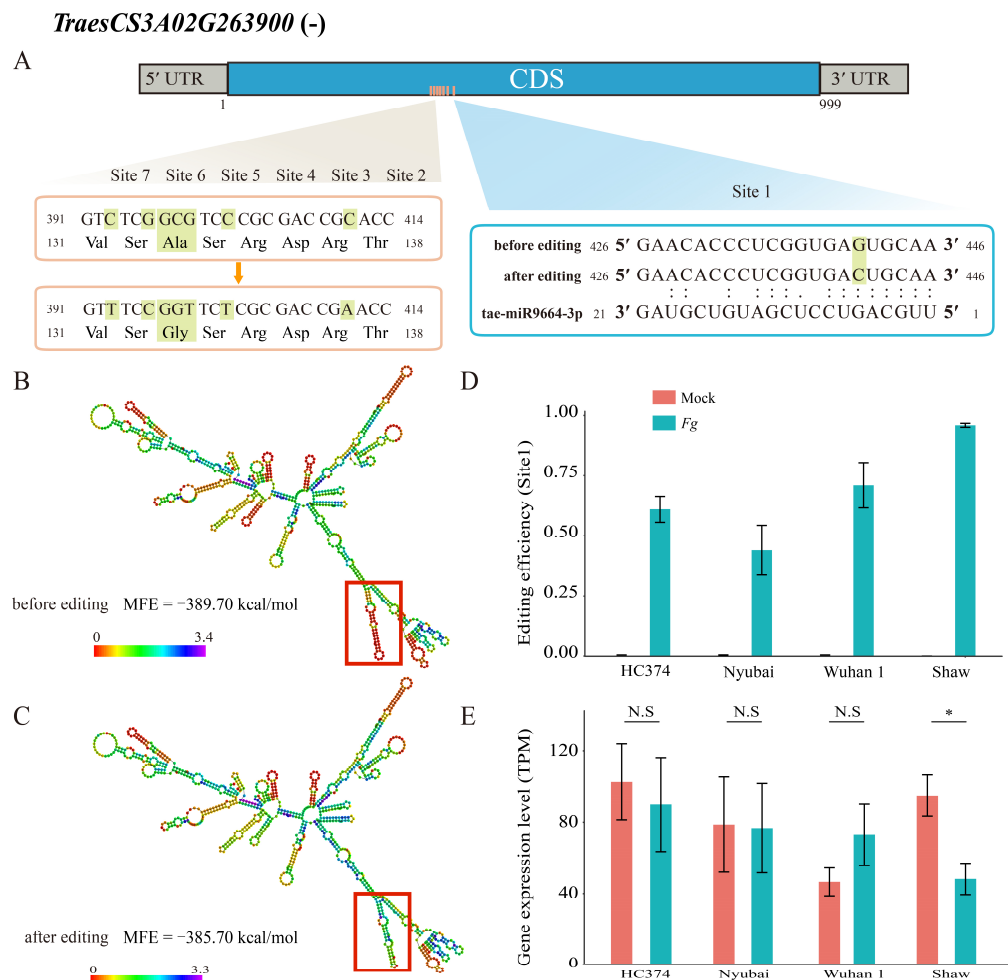 TraesCS3A02G263900 (-)
A
5′ UTR CDS 3′ UTR
1 999
Site 7 Site 6 Site 5 Site 4 Site 3 Site 2
391 GTC TCG GCG TCC CGC GAC CGC ACC 414
131 Val Ser Ala Ser Arg Asp Arg Thr 138
391 GTT TCC GGT TCT CGC GAC CGA ACC 414
131 Val Ser Gly Ser Arg Asp Arg Thr 138
Site 1
before editing 426 5′ GAACACCCUCGGUGAGUGCAA 3′ 446
after editing 426 5′ GAACACCCUCGGUGACUGCAA 3′ 446
: : : : : : . : : : : : : : :
tae-miR9664-3p 21 3′ GAUGCUGUAGCUCCUGACGUU 5′ 1
B
before editing MFE = −389.70 kcal/mol
0 3.4
C
after editing MFE = −385.70 kcal/mol
0 3.3
D
Mock
Fg
Editing efficiency (Site1)
1.00
0.75
0.50
0.25
0.00
HC374 Nyubai Wuhan 1 Shaw
E
N.S N.S N.S *
Gene expression level (TPM)
120
80
40
0
HC374 Nyubai Wuhan 1 Shaw